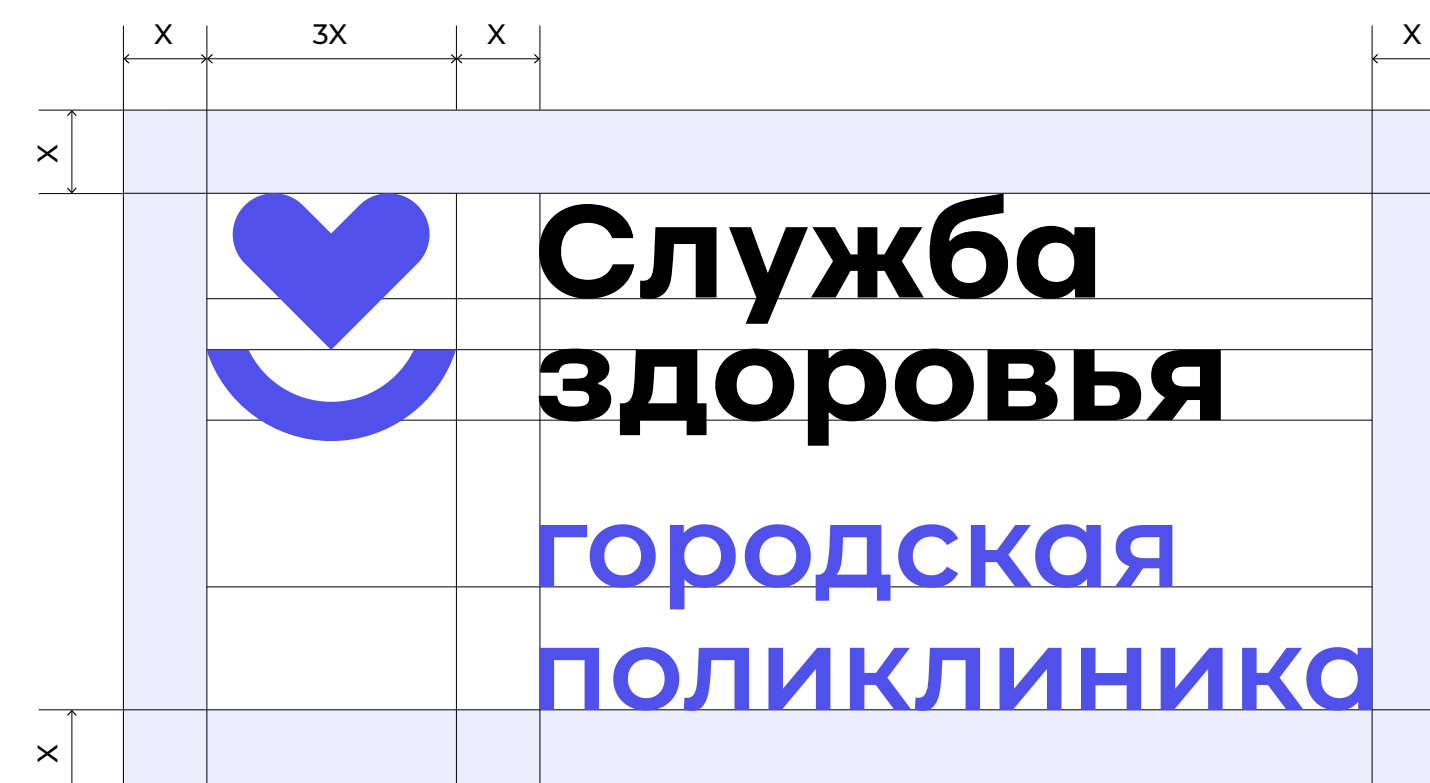 X 3X X X
X
Служба
здоровья
городская
поликлиника
X